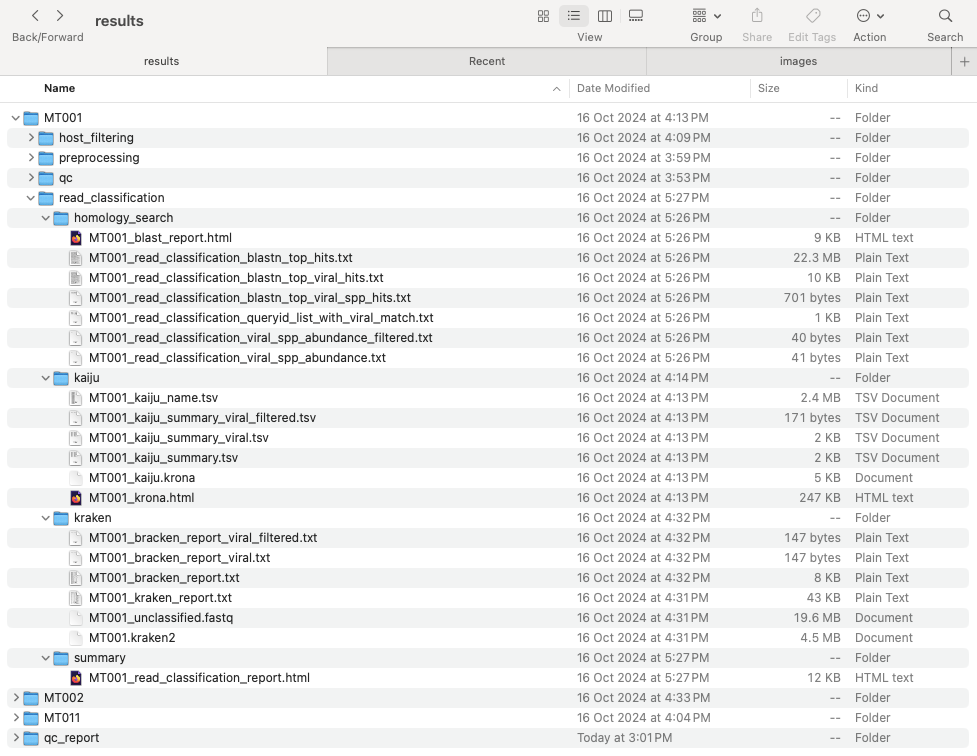 results
Back/Forward
View
Group
Share
Edit Tags
Action
Search
results Recent images +
Name Date Modified Size Kind
MT001 16 Oct 2024 at 4:13 PM -- Folder
host_filtering 16 Oct 2024 at 4:09 PM -- Folder
preprocessing 16 Oct 2024 at 3:59 PM -- Folder
qc 16 Oct 2024 at 3:53 PM -- Folder
read_classification 16 Oct 2024 at 5:27 PM -- Folder
homology_search 16 Oct 2024 at 5:26 PM -- Folder
MT001_blast_report.html 16 Oct 2024 at 5:26 PM 9 KB HTML text
MT001_read_classification_blastn_top_hits.txt 16 Oct 2024 at 5:26 PM 22.3 MB Plain Text
MT001_read_classification_blastn_top_viral_hits.txt 16 Oct 2024 at 5:26 PM 10 KB Plain Text
MT001_read_classification_blastn_top_viral_spp_hits.txt 16 Oct 2024 at 5:26 PM 701 bytes Plain Text
MT001_read_classification_queryid_list_with_viral_match.txt 16 Oct 2024 at 5:26 PM 1 KB Plain Text
MT001_read_classification_viral_spp_abundance_filtered.txt 16 Oct 2024 at 5:26 PM 40 bytes Plain Text
MT001_read_classification_viral_spp_abundance.txt 16 Oct 2024 at 5:26 PM 41 bytes Plain Text
kaiju 16 Oct 2024 at 4:14 PM -- Folder
MT001_kaiju_name.tsv 16 Oct 2024 at 4:13 PM 2.4 MB TSV Document
MT001_kaiju_summary_viral_filtered.tsv 16 Oct 2024 at 4:13 PM 171 bytes TSV Document
MT001_kaiju_summary_viral.tsv 16 Oct 2024 at 4:13 PM 2 KB TSV Document
MT001_kaiju_summary.tsv 16 Oct 2024 at 4:13 PM 2 KB TSV Document
MT001_kaiju.krona 16 Oct 2024 at 4:13 PM 5 KB Document
MT001_krona.html 16 Oct 2024 at 4:13 PM 247 KB HTML text
kraken 16 Oct 2024 at 4:32 PM -- Folder
MT001_bracken_report_viral_filtered.txt 16 Oct 2024 at 4:32 PM 147 bytes Plain Text
MT001_bracken_report_viral.txt 16 Oct 2024 at 4:32 PM 147 bytes Plain Text
MT001_bracken_report.txt 16 Oct 2024 at 4:32 PM 8 KB Plain Text
MT001_kraken_report.txt 16 Oct 2024 at 4:31 PM 43 KB Plain Text
MT001_unclassified.fastq 16 Oct 2024 at 4:31 PM 19.6 MB Document
MT001.kraken2 16 Oct 2024 at 4:31 PM 4.5 MB Document
summary 16 Oct 2024 at 5:27 PM -- Folder
MT001_read_classification_report.html 16 Oct 2024 at 5:27 PM 12 KB HTML text
MT002 16 Oct 2024 at 4:33 PM -- Folder
MT011 16 Oct 2024 at 4:04 PM -- Folder
qc_report Today at 3:01 PM -- Folder